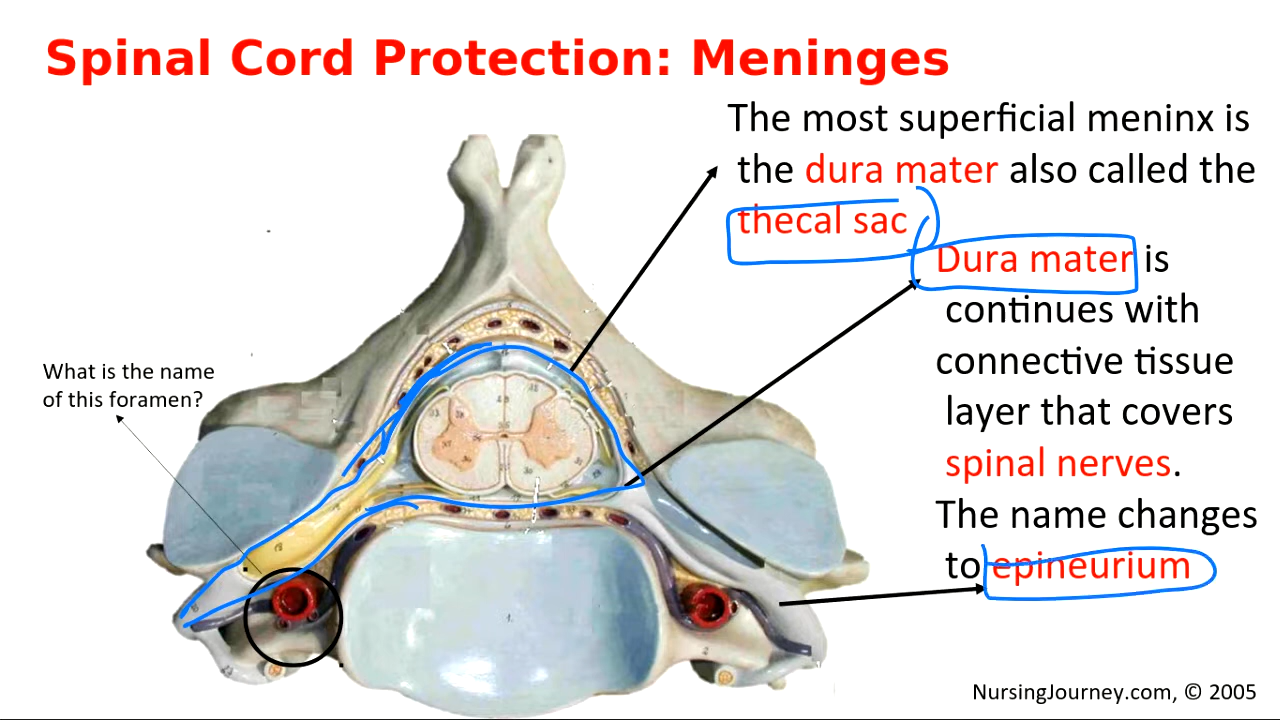 Spinal Cord Protection: Meninges
The most superficial meninx is
the dura mater also called the
thecal sac
Dura mater is
continues with
connective tissue
layer that covers
spinal nerves.
The name changes
to epineurium
What is the name
of this foramen?
NursingJourney.com, © 2005